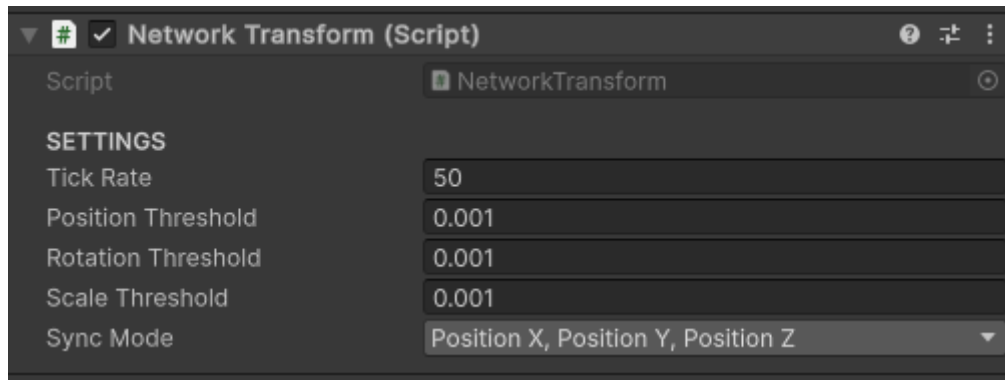 Network Transform (Script)
Script NetworkTransform
SETTINGS
Tick Rate 50
Position Threshold 0.001
Rotation Threshold 0.001
Scale Threshold 0.001
Sync Mode Position X, Position Y, Position Z